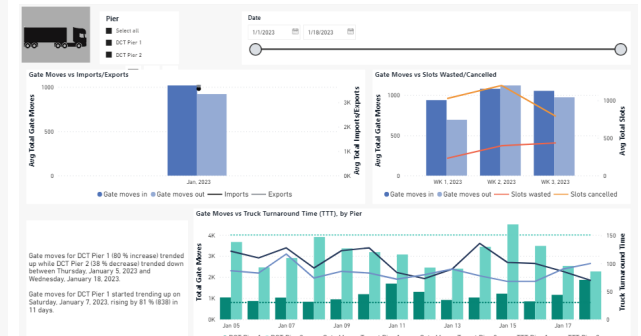 Pier
Select all
DCT Pier 1
DCT Pier 2
Date
1/1/2023
1/18/2023
Gate Moves vs Imports/Exports
Avg Total Gate Moves
1000
500
0
3K
2K
1K
0K
Avg Total Imports/Exports
Jan, 2023
Gate moves in
Gate moves out
Imports
Exports
Gate Moves vs Slots Wasted/Cancelled
Avg Total Gate Moves
1000
500
0
1000
500
0
Avg Total Slots
WK 1, 2023
WK 2, 2023
WK 3, 2023
Gate moves in
Gate moves out
Slots wasted
Slots cancelled
Gate moves for DCT Pier 1 (80 % increase) trended
up while DCT Pier 2 (38 % decrease) trended down
between Thursday, January 5, 2023 and
Wednesday, January 18, 2023.
Gate moves for DCT Pier 1 started trending up on
Saturday, January 7, 2023, rising by 81 % (838) in
11 days.
Gate Moves vs Truck Turnaround Time (TTT), by Pier
Total Gate Moves
4K
3K
2K
1K
0K
150
100
50
0
Truck Turnaround Time
Jan 05
Jan 07
Jan 09
Jan 11
Jan 13
Jan 15
Jan 17